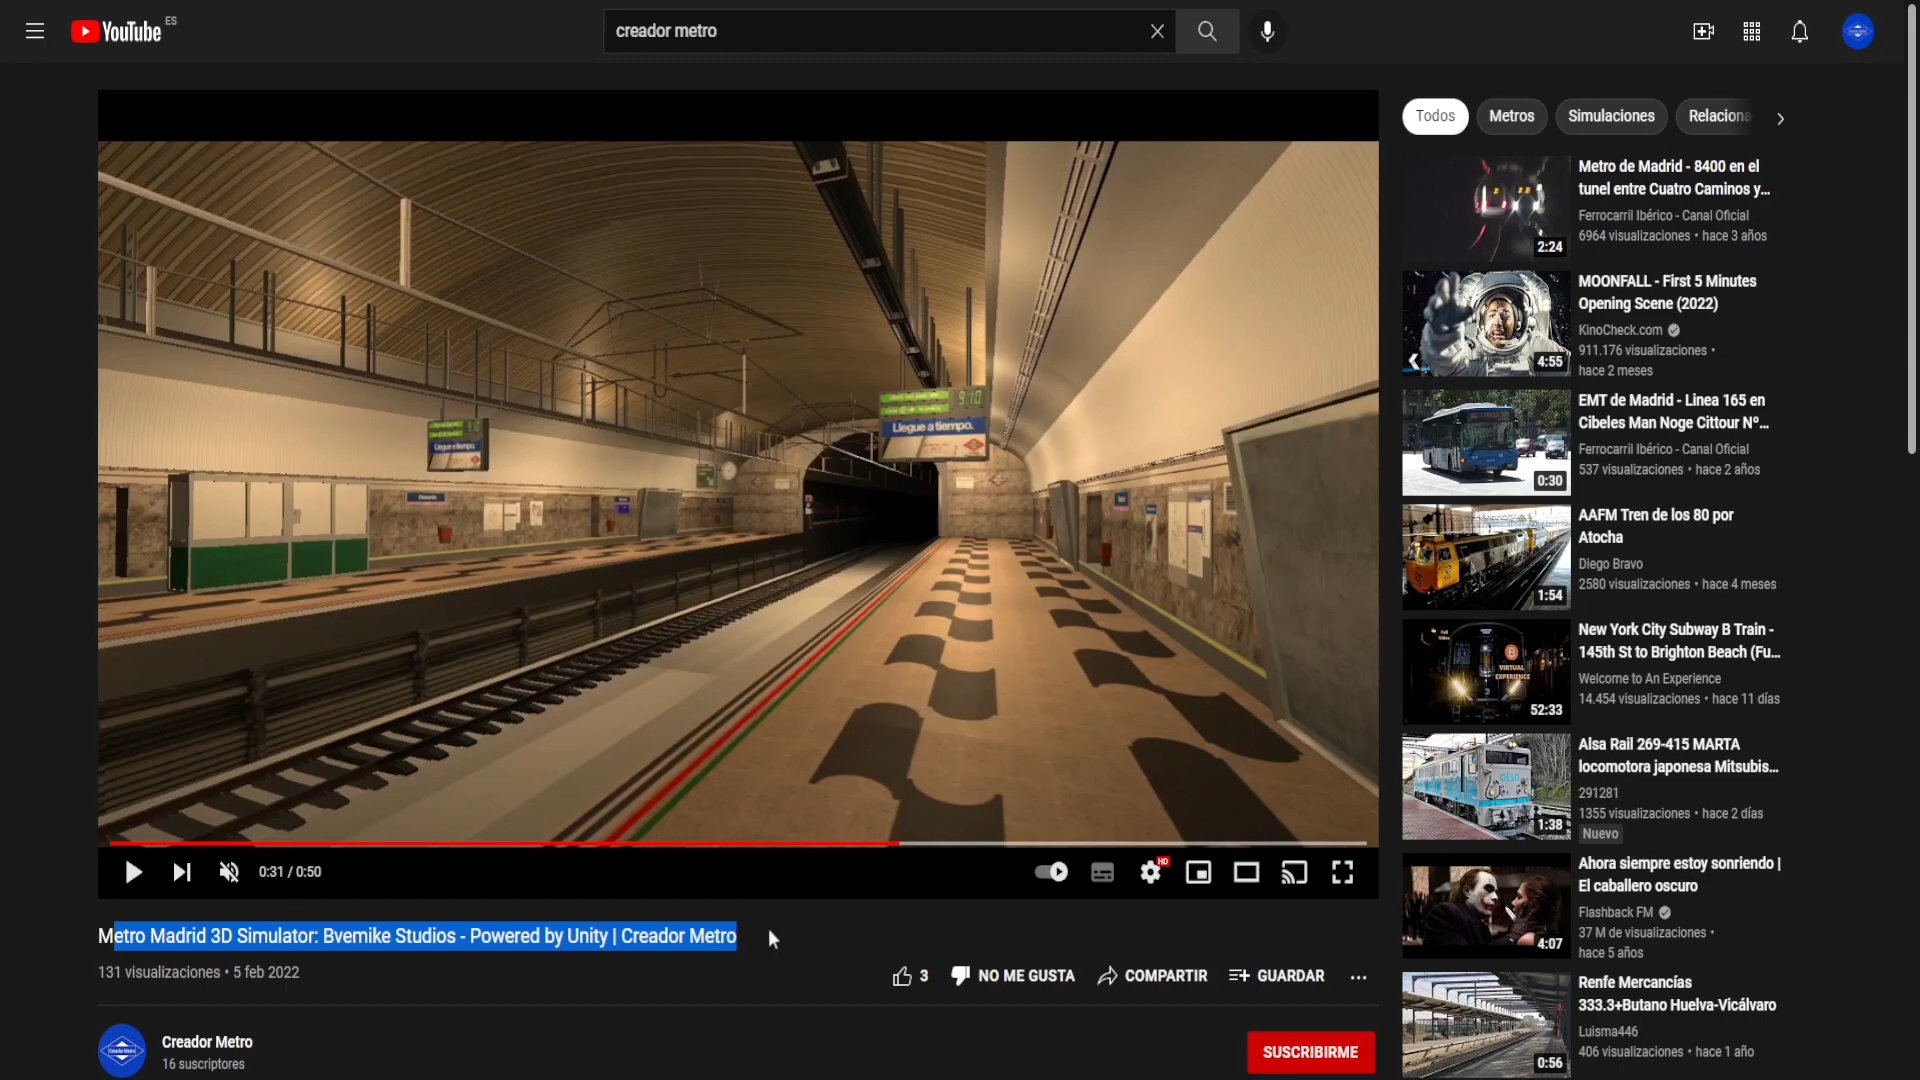 YouTube ES
creador metro
9:10
Llegue a tiempo.
9:10
Llegue a tiempo.
HD
0:31 / 0:50
Metro Madrid 3D Simulator: Bvemike Studios - Powered by Unity | Creador Metro
131 visualizaciones • 5 feb 2022
3
NO ME GUSTA
COMPARTIR
GUARDAR
Creador Metro
16 suscriptores
SUSCRIBIRME
Todos
Metros
Simulaciones
Relaciona
Metro de Madrid - 8400 en el
tunel entre Cuatro Caminos y...
Ferrocarril Ibérico - Canal Oficial
6964 visualizaciones • hace 3 años
2:24
MOONFALL - First 5 Minutes
Opening Scene (2022)
KinoCheck.com
911.176 visualizaciones •
hace 2 meses
4:55
EMT de Madrid - Linea 165 en
Cibeles Man Noge Cittour Nº...
Ferrocarril Ibérico - Canal Oficial
537 visualizaciones • hace 2 años
0:30
AAFM Tren de los 80 por
Atocha
Diego Bravo
2580 visualizaciones • hace 4 meses
1:54
New York City Subway B Train -
145th St to Brighton Beach (Fu...
Welcome to An Experience
14.454 visualizaciones • hace 11 días
B
VIRTUAL
EXPERIENCE
52:33
Alsa Rail 269-415 MARTA
locomotora japonesa Mitsubis...
291281
1355 visualizaciones • hace 2 días
Nuevo
alsa
1:38
Ahora siempre estoy sonriendo |
El caballero oscuro
Flashback FM
37 M de visualizaciones •
hace 5 años
4:07
Renfe Mercancías
333.3+Butano Huelva-Vicálvaro
Luisma446
406 visualizaciones • hace 1 año
0:56